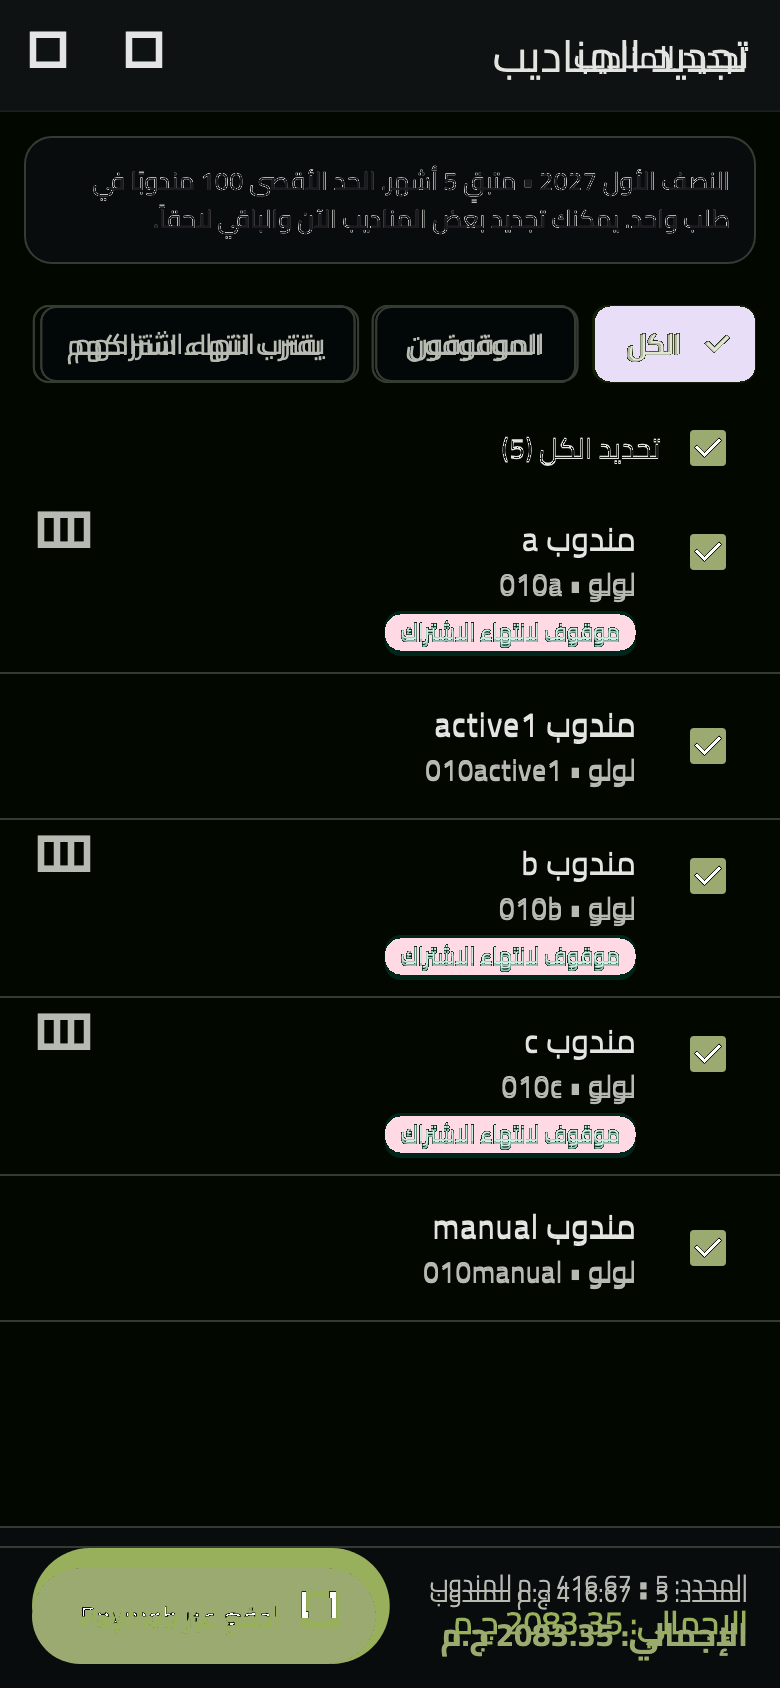 تجديد المناديب
النصف الأول 2027 • متبقٍ 5 أشهر. الحد الأقصى 100 مندوبًا في
طلب واحد. يمكنك تجديد بعض المناديب الآن والباقي لاحقاً.
الكل
الموقوفون
يقترب انتهاء اشتراكهم
تحديد الكل (5)
مندوب a
لولو • 010a
موقوف لانتهاء الاشتراك
مندوب active1
لولو • 010active1
مندوب b
لولو • 010b
موقوف لانتهاء الاشتراك
مندوب c
لولو • 010c
موقوف لانتهاء الاشتراك
مندوب manual
لولو • 010manual
المحدد: 5 • 416.67 ج.م للمندوب
الإجمالي: 2083.35 ج.م